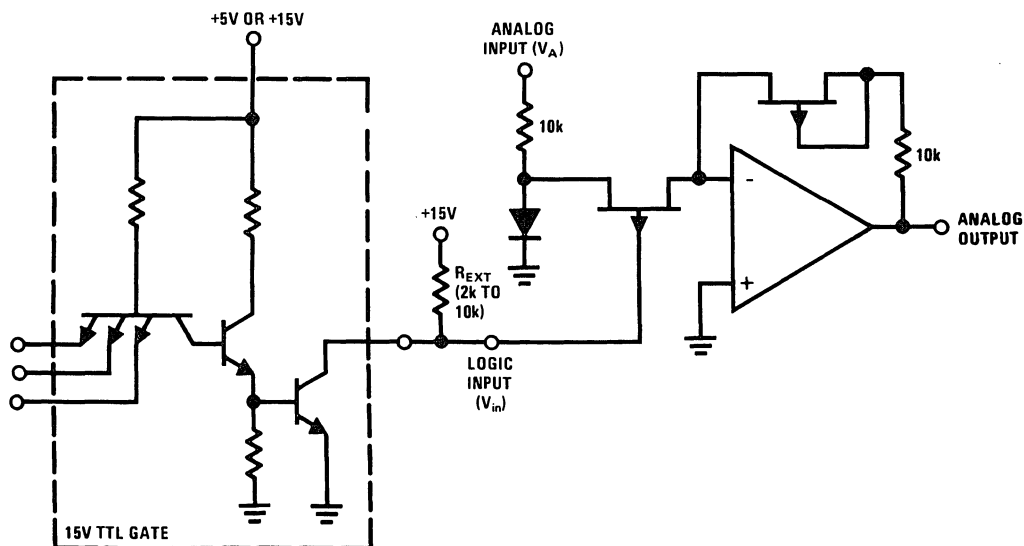 +5V OR +15V
ANALOG
INPUT (VA)
10k
10k
+15V
REXT
(2k TO
10k)
-
+
ANALOG
OUTPUT
LOGIC
INPUT
(Vin)
15V TTL GATE